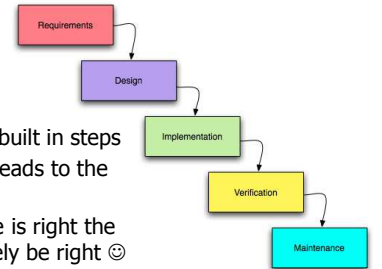 Requirements
Design
Implementation
Verification
Maintenance
built in steps
eads to the
e is right the
ely be right ☺